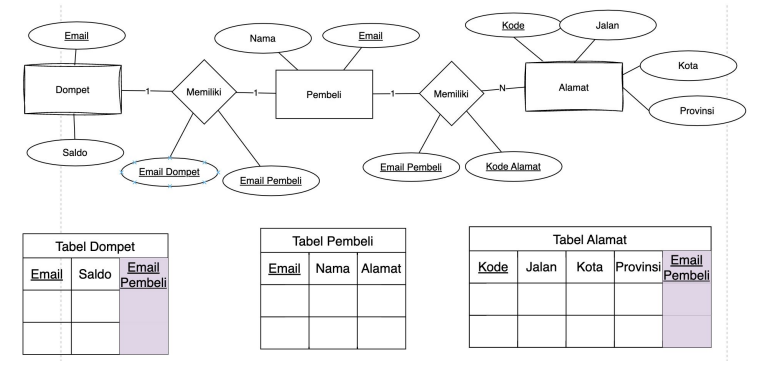 Email
Nama
Email
Kode
Jalan
Kota
Dompet
1
Memiliki
1
Pembeli
1
Memiliki
N
Alamat
Provinsi
Saldo
Email Dompet
Email Pembeli
Email Pembeli
Kode Alamat
Tabel Dompet
Email
Saldo
Email
Pembeli
Tabel Pembeli
Email
Nama
Alamat
Tabel Alamat
Kode
Jalan
Kota
Provinsi
Email
Pembeli